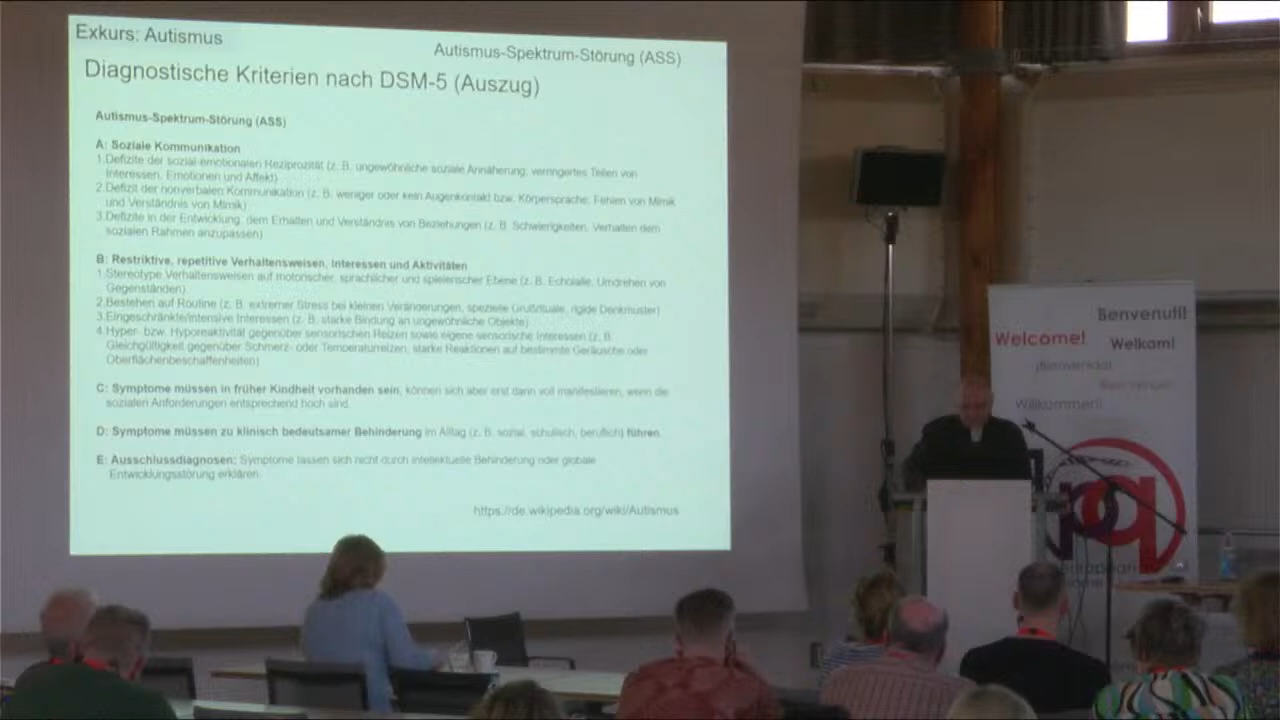 Exkurs: Autismus
Autismus-Spektrum-Störung (ASS)
Diagnostische Kriterien nach DSM-5 (Auszug)
Autismus-Spektrum-Störung (ASS)
A: Soziale Kommunikation
1.Defizite der sozial-emotionalen Reziprozität (z. B. ungewöhnliche soziale Annäherung, verringertes Teilen von
Interessen, Emotionen und Affekt)
2.Defizit der nonverbalen Kommunikation (z. B. weniger oder kein Augenkontakt bzw. Körpersprache; Fehlen von Mimik
und Verständnis von Mimik)
3.Defizite in der Entwicklung, dem Erhalten und Verständnis von Beziehungen (z. B. Schwierigkeiten, Verhalten dem
sozialen Rahmen anzupassen)
B: Restriktive, repetitive Verhaltensweisen, Interessen und Aktivitäten
1.Stereotype Verhaltensweisen auf motorischer, sprachlicher und spielerischer Ebene (z. B. Echolalie, Umdrehen von
Gegenständen)
2.Bestehen auf Routine (z. B. extremer Stress bei kleinen Veränderungen, spezielle Grußrituale, rigide Denkmuster)
3.Eingeschränkte/intensive Interessen (z. B. starke Bindung an ungewöhnliche Objekte)
4.Hyper- bzw. Hyporeaktivität gegenüber sensorischen Reizen sowie eigene sensorische Interessen (z. B.
Gleichgültigkeit gegenüber Schmerz- oder Temperaturreizen, starke Reaktionen auf bestimmte Geräusche oder
Oberflächenbeschaffenheiten)
C: Symptome müssen in früher Kindheit vorhanden sein, können sich aber erst dann voll manifestieren, wenn die
sozialen Anforderungen entsprechend hoch sind.
D: Symptome müssen zu klinisch bedeutsamer Behinderung im Alltag (z. B. sozial, schulisch, beruflich) führen.
E: Ausschlussdiagnosen: Symptome lassen sich nicht durch intellektuelle Behinderung oder globale
Entwicklungsstörung erklären.
https://de.wikipedia.org/wiki/Autismus
Benvenuti!
Welcome! Welkom!
¡Bienvenida!
Willkommen!